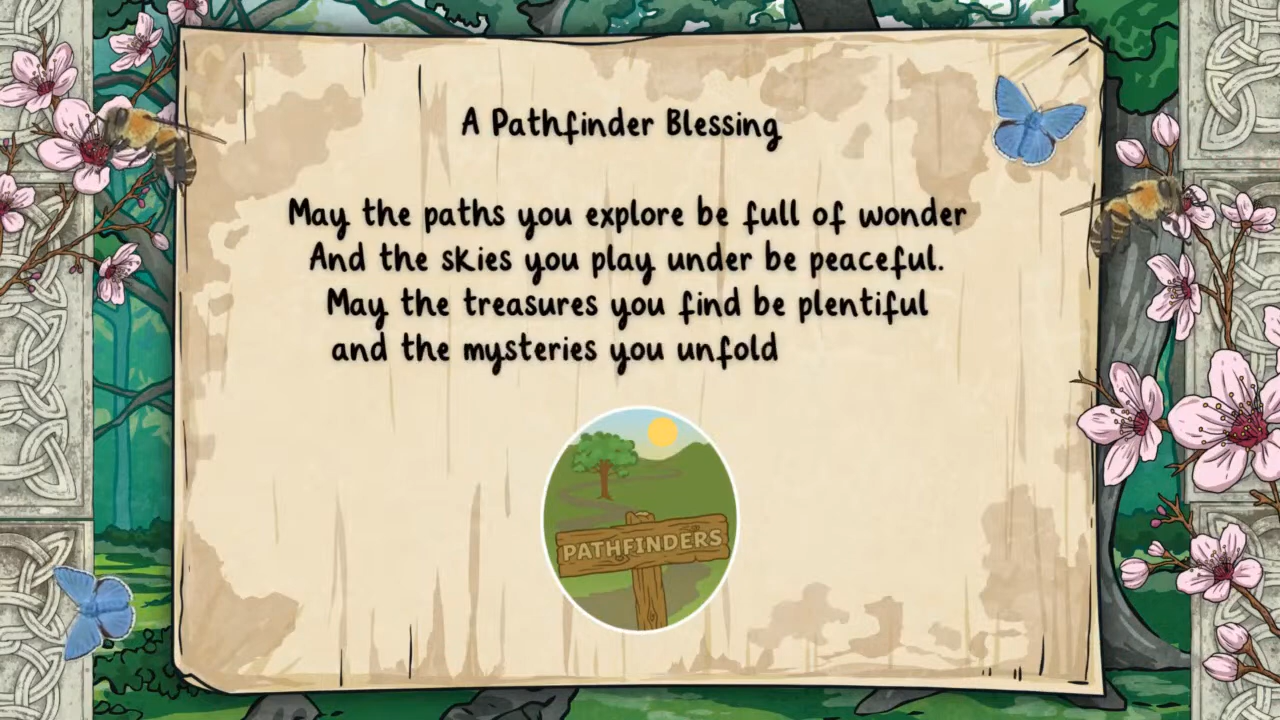 A Pathfinder Blessing
May the paths you explore be full of wonder
And the skies you play under be peaceful.
May the treasures you find be plentiful
and the mysteries you unfold
PATHFINDERS